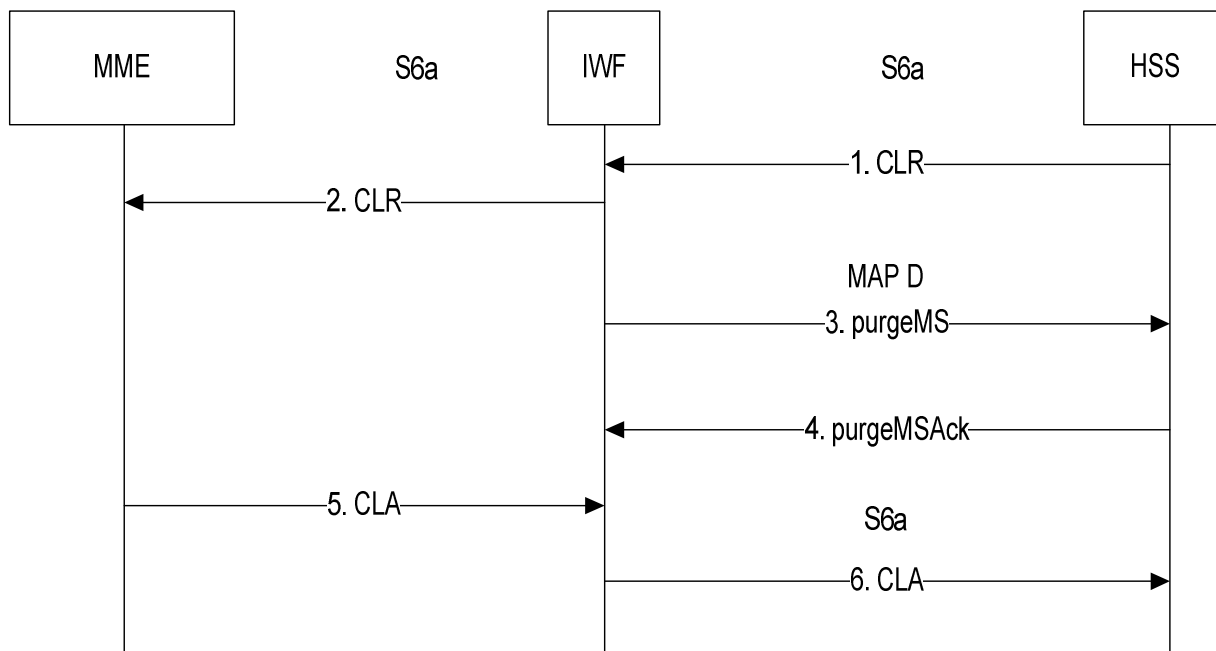 MME
S6a
IWF
S6a
HSS
1. CLR
2. CLR
MAP D
3. purgeMS
4. purgeMSAck
5. CLA
S6a
6. CLA